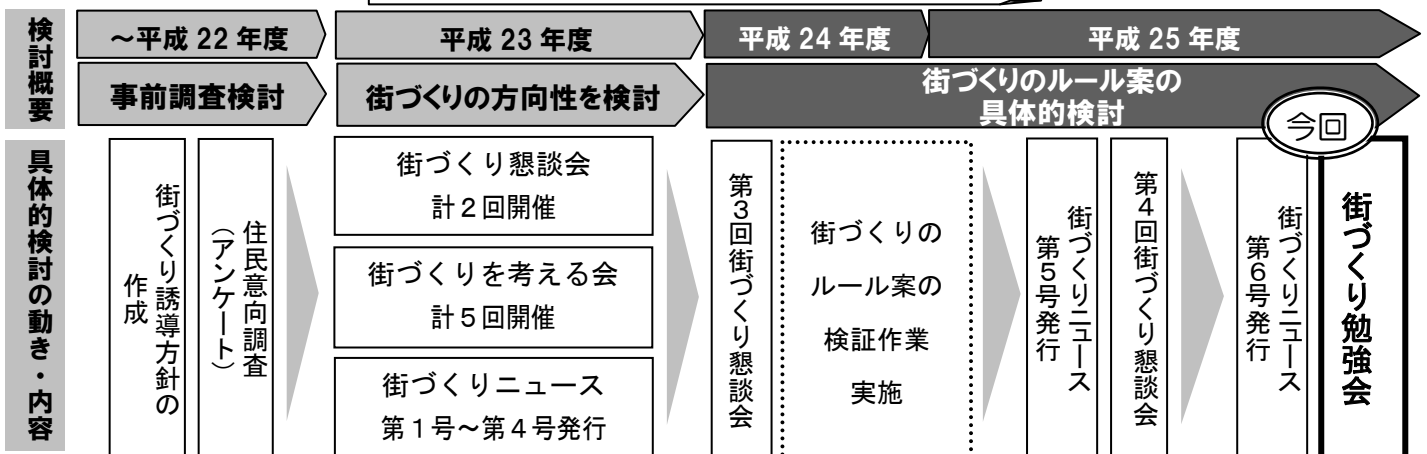 検討概要
～平成 22 年度
平成 23 年度
平成 24 年度
平成 25 年度
事前調査検討
街づくりの方向性を検討
街づくりのルール案の
具体的検討
今回
具体的検討の動き・内容
街づくり誘導方針の
作成
住民意向調査
（アンケート）
街づくり懇談会
計２回開催
街づくりを考える会
計５回開催
街づくりニュース
第１号～第４号発行
第３回街づくり懇談会
街づくりの
ルール案の
検証作業
実施
街づくりニュース
第５号発行
第４回街づくり懇談会
街づくりニュース
第６号発行
街づくり勉強会